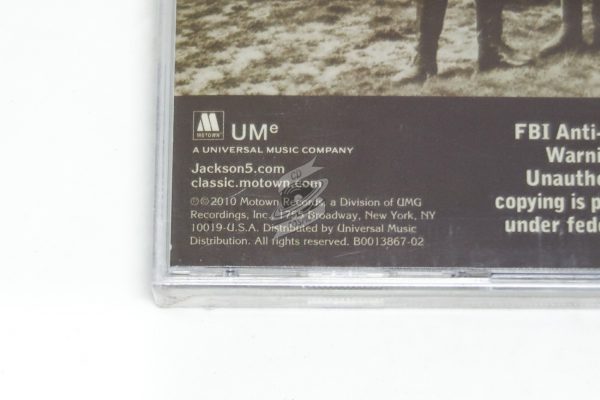 MOTOWN
UMe
A UNIVERSAL MUSIC COMPANY
Jackson5.com
classic.motown.com
℗©2010 Motown Records, a Division of UMG
Recordings, Inc., 1755 Broadway, New York, NY
10019-U.S.A. Distributed by Universal Music
Distribution. All rights reserved. B0013867-02
FBI Anti-
Warni
Unautho
copying is p
under fede
CD